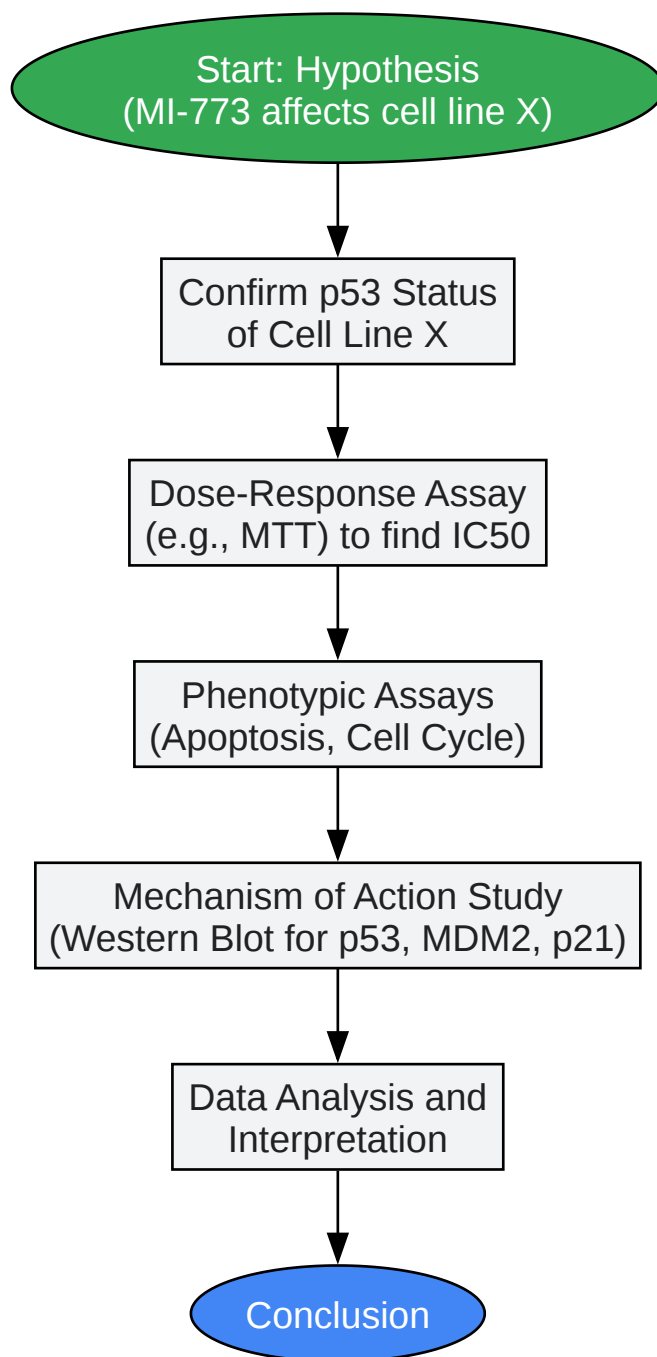 Start: Hypothesis
(MI-773 affects cell line X)
Confirm p53 Status
of Cell Line X
Dose-Response Assay
(e.g., MTT) to find IC50
Phenotypic Assays
(Apoptosis, Cell Cycle)
Mechanism of Action Study
(Western Blot for p53, MDM2, p21)
Data Analysis and
Interpretation
Conclusion